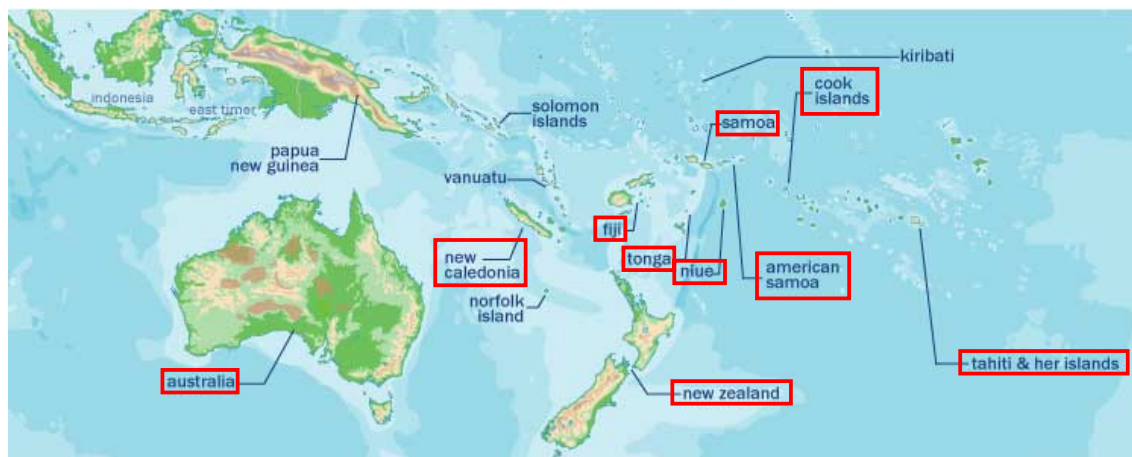 kiribati
cook
islands
indonesia
east timor
solomon
islands
samoa
papua
new guinea
vanuatu
fiji
new
caledonia
tonga
niue
american
samoa
norfolk
island
tahiti & her islands
australia
new zealand